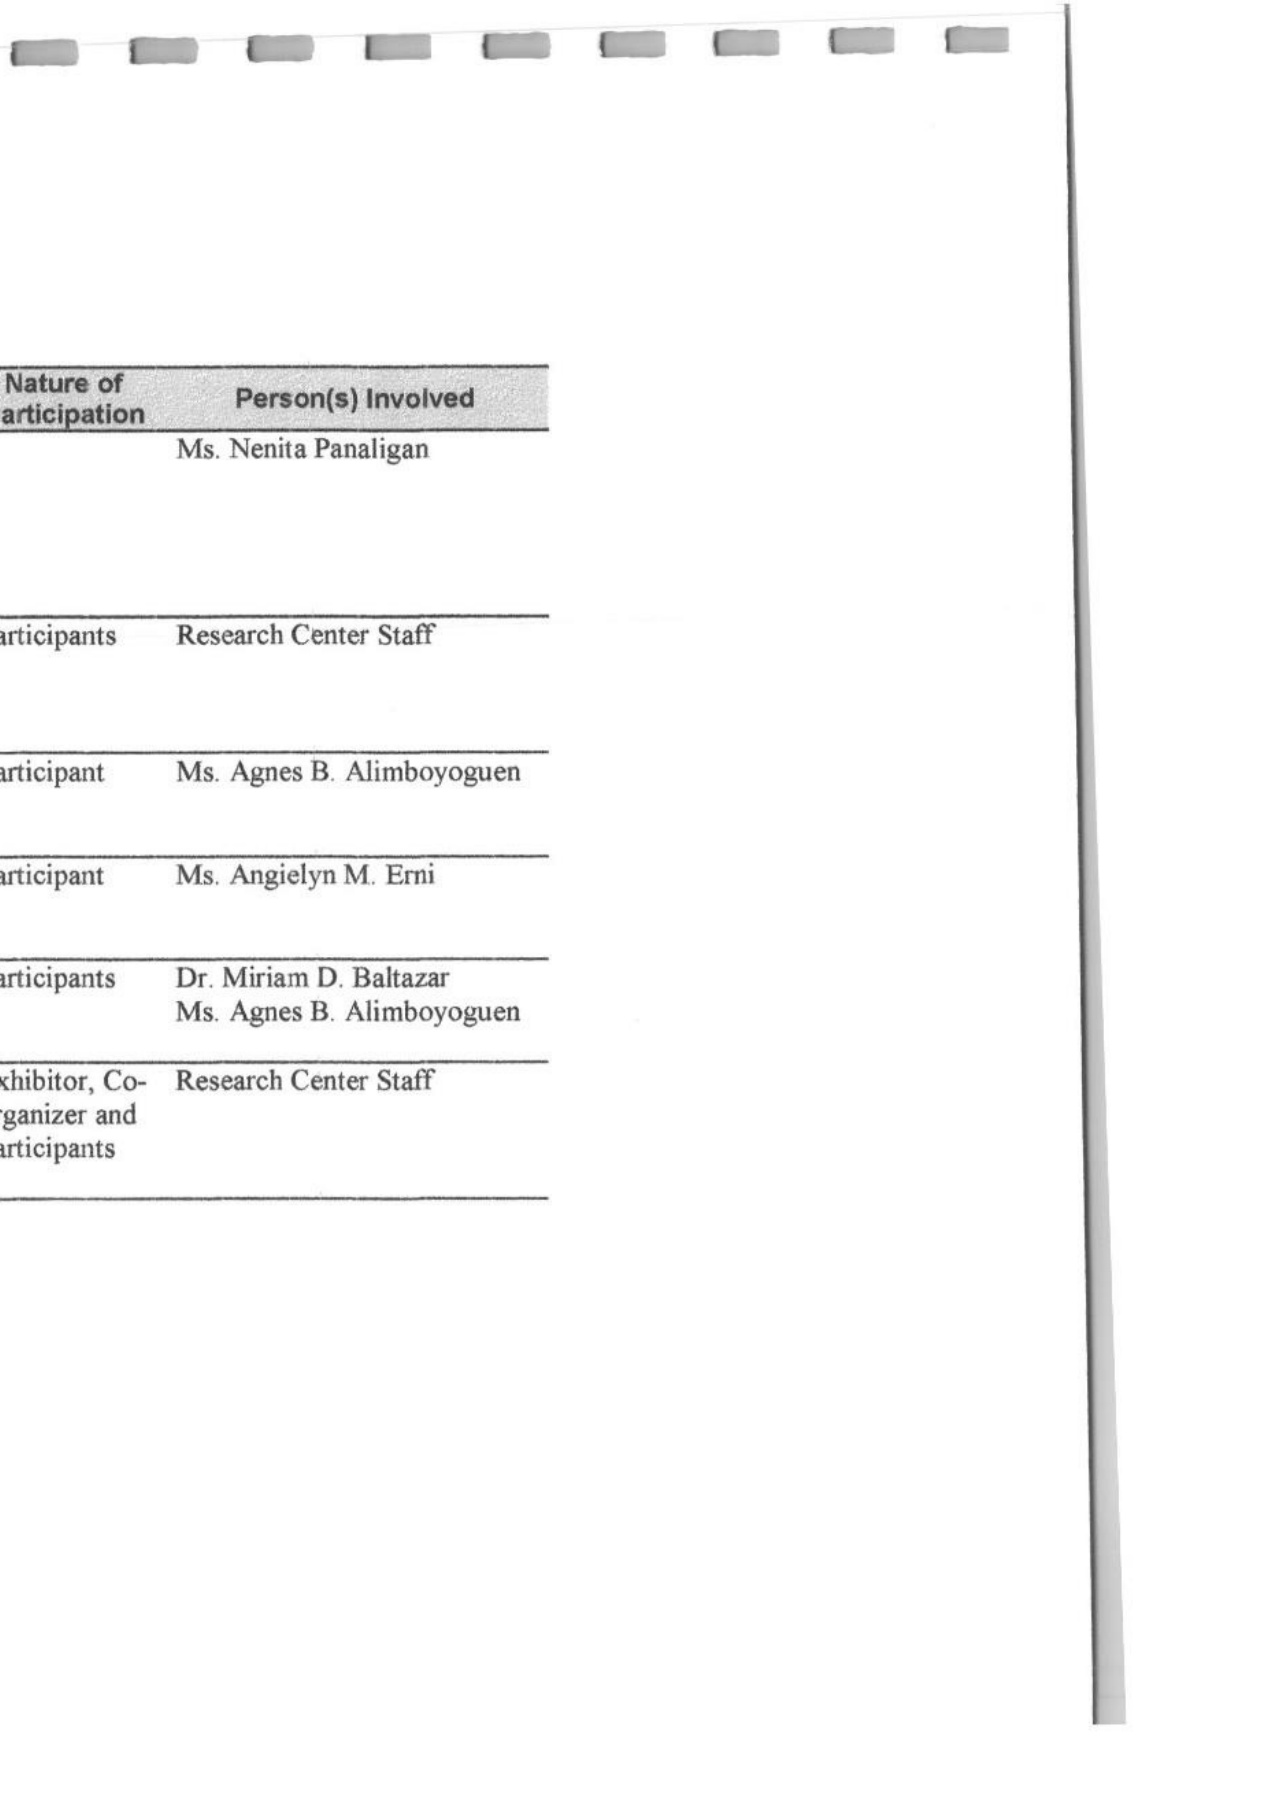 Nature of
articipation
Person(s) Involved
Ms. Nenita Panaligan
articipants Research Center Staff
articipant Ms. Agnes B. Alimboyoguen
articipant Ms. Angielyn M. Erni
articipants Dr. Miriam D. Baltazar
Ms. Agnes B. Alimboyoguen
xhibitor, Co- Research Center Staff
rganizer and
articipants